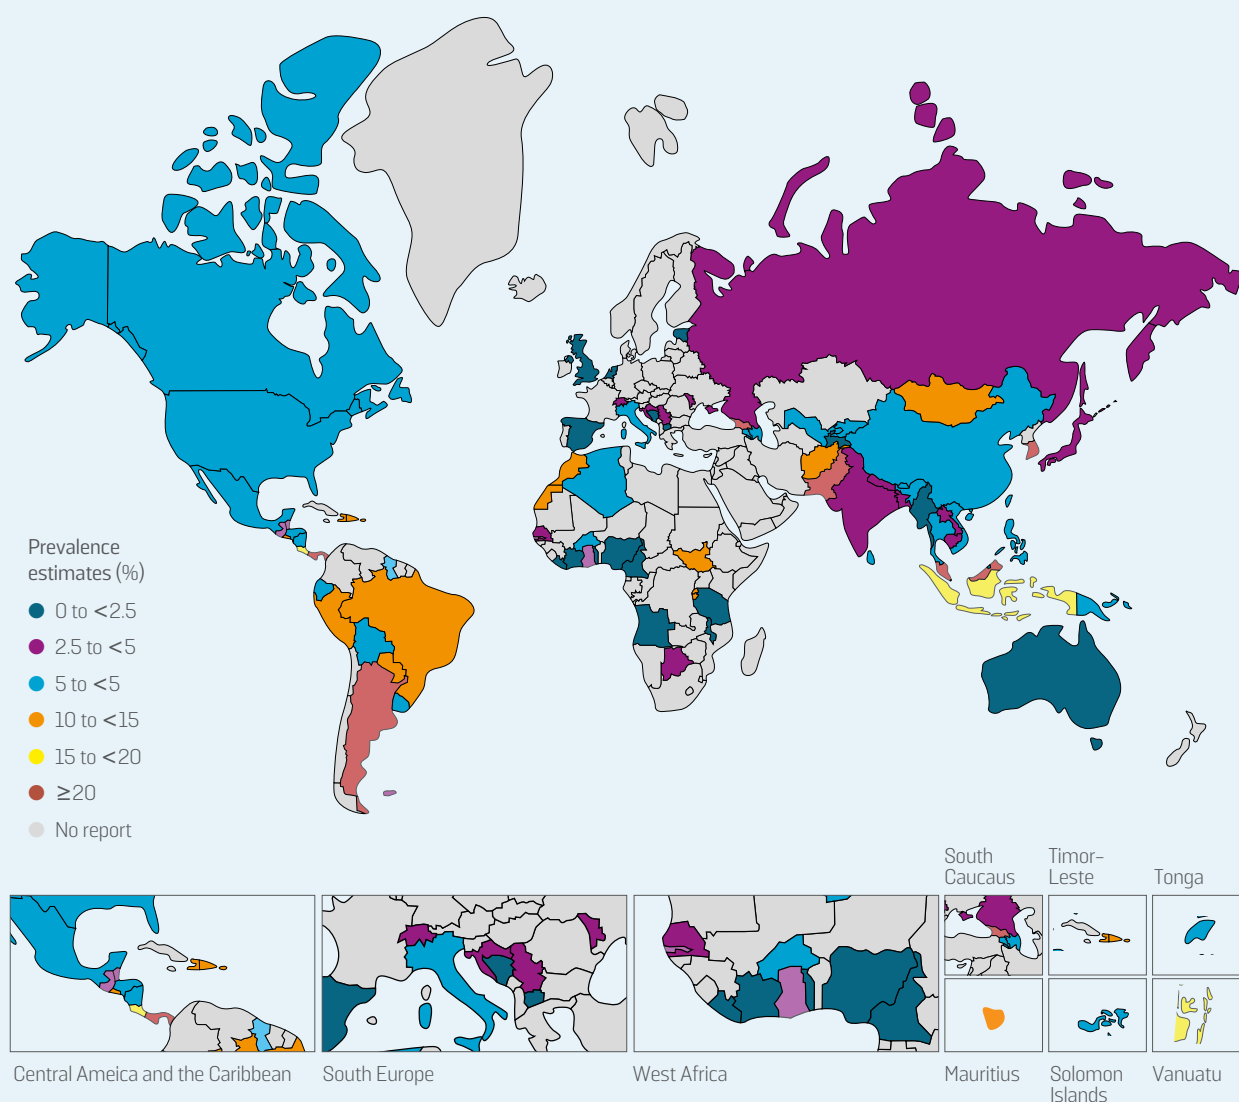 Prevalence
estimates (%)
0 to <2.5
2.5 to <5
5 to <5
10 to <15
15 to <20
≥20
No report
South
Caucaus
Timor-
Leste
Tonga
Central Ameica and the Caribbean
South Europe
West Africa
Mauritius
Solomon
Islands
Vanuatu